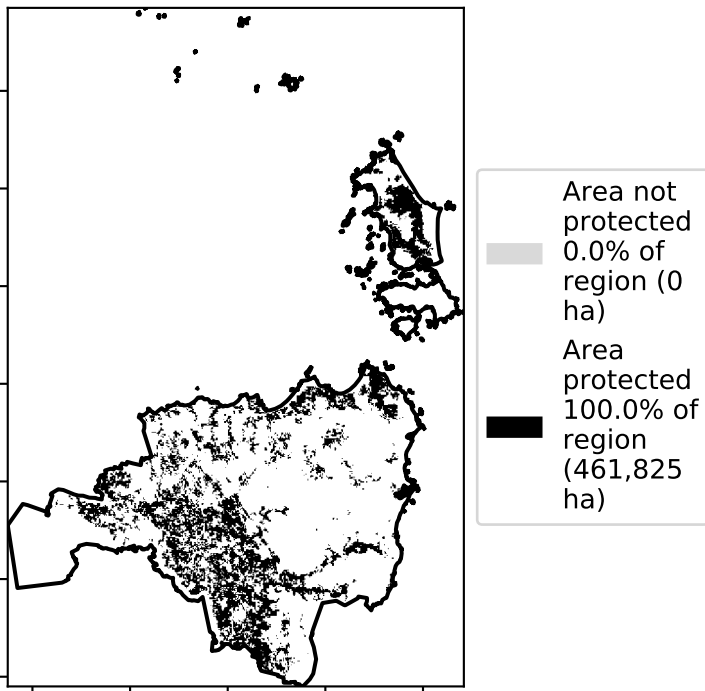 Area not
protected
0.0% of
region (0
ha)
Area
protected
100.0% of
region
(461,825
ha)